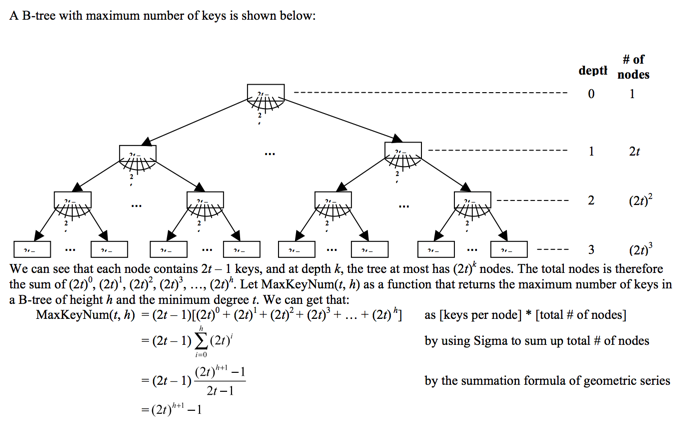 A B-tree with maximum number of keys is shown below:
depth # of nodes
0 1
... 1 2t
... ... 2 (2t)²
... ... ... ... 3 (2t)³
We can see that each node contains 2t – 1 keys, and at depth k, the tree at most has (2t)ᵏ nodes. The total nodes is therefore
the sum of (2t)⁰, (2t)¹, (2t)², (2t)³, …, (2t)ʰ. Let MaxKeyNum(t, h) as a function that returns the maximum number of keys in
a B-tree of height h and the minimum degree t. We can get that:
MaxKeyNum(t, h) = (2t – 1)[(2t)⁰ + (2t)¹ + (2t)² + (2t)³ + … + (2t)ʰ] as [keys per node] * [total # of nodes]
= (2t – 1) ∑_{i=0}^{h} (2t)ⁱ by using Sigma to sum up total # of nodes
= (2t – 1) ((2t)ʰ⁺¹ – 1)/(2t – 1) by the summation formula of geometric series
= (2t)ʰ⁺¹ – 1